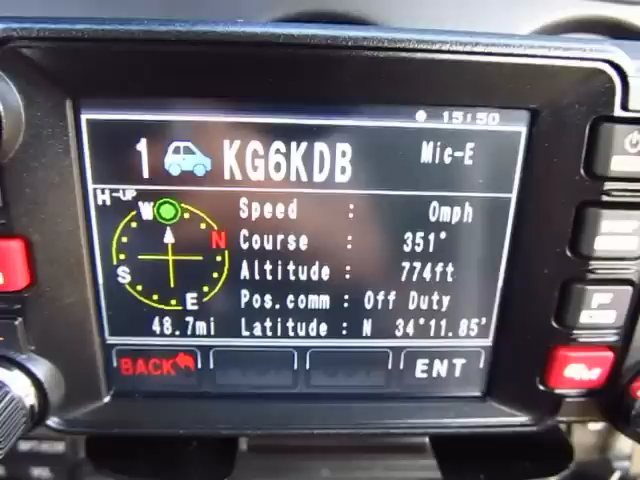 15:50
1 KG6KDB Mic-E
H-UP
W N S E
Speed : 0mph
Course : 351°
Altitude : 774ft
Pos.comm : Off Duty
48.7mi Latitude : N 34°11.85'
BACK ENT